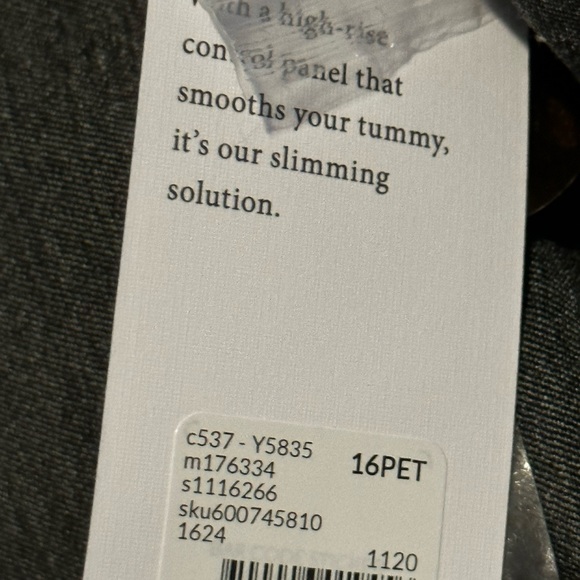 with a high-rise
control panel that
smooths your tummy,
it's our slimming
solution.
c537 - Y5835
m176334 16PET
s1116266
sku600745810
1624
1120